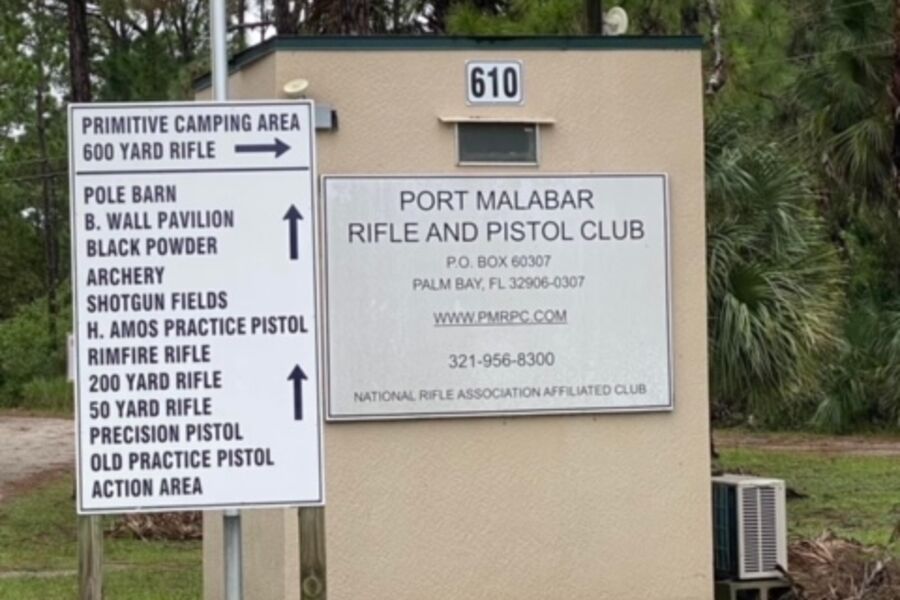 610
PRIMITIVE CAMPING AREA
600 YARD RIFLE
POLE BARN
B. WALL PAVILION
BLACK POWDER
ARCHERY
SHOTGUN FIELDS
H. AMOS PRACTICE PISTOL
RIMFIRE RIFLE
200 YARD RIFLE
50 YARD RIFLE
PRECISION PISTOL
OLD PRACTICE PISTOL
ACTION AREA
PORT MALABAR
RIFLE AND PISTOL CLUB
P.O. BOX 60307
PALM BAY, FL 32906-0307
WWW.PMRPC.COM
321-956-8300
NATIONAL RIFLE ASSOCIATION AFFILIATED CLUB